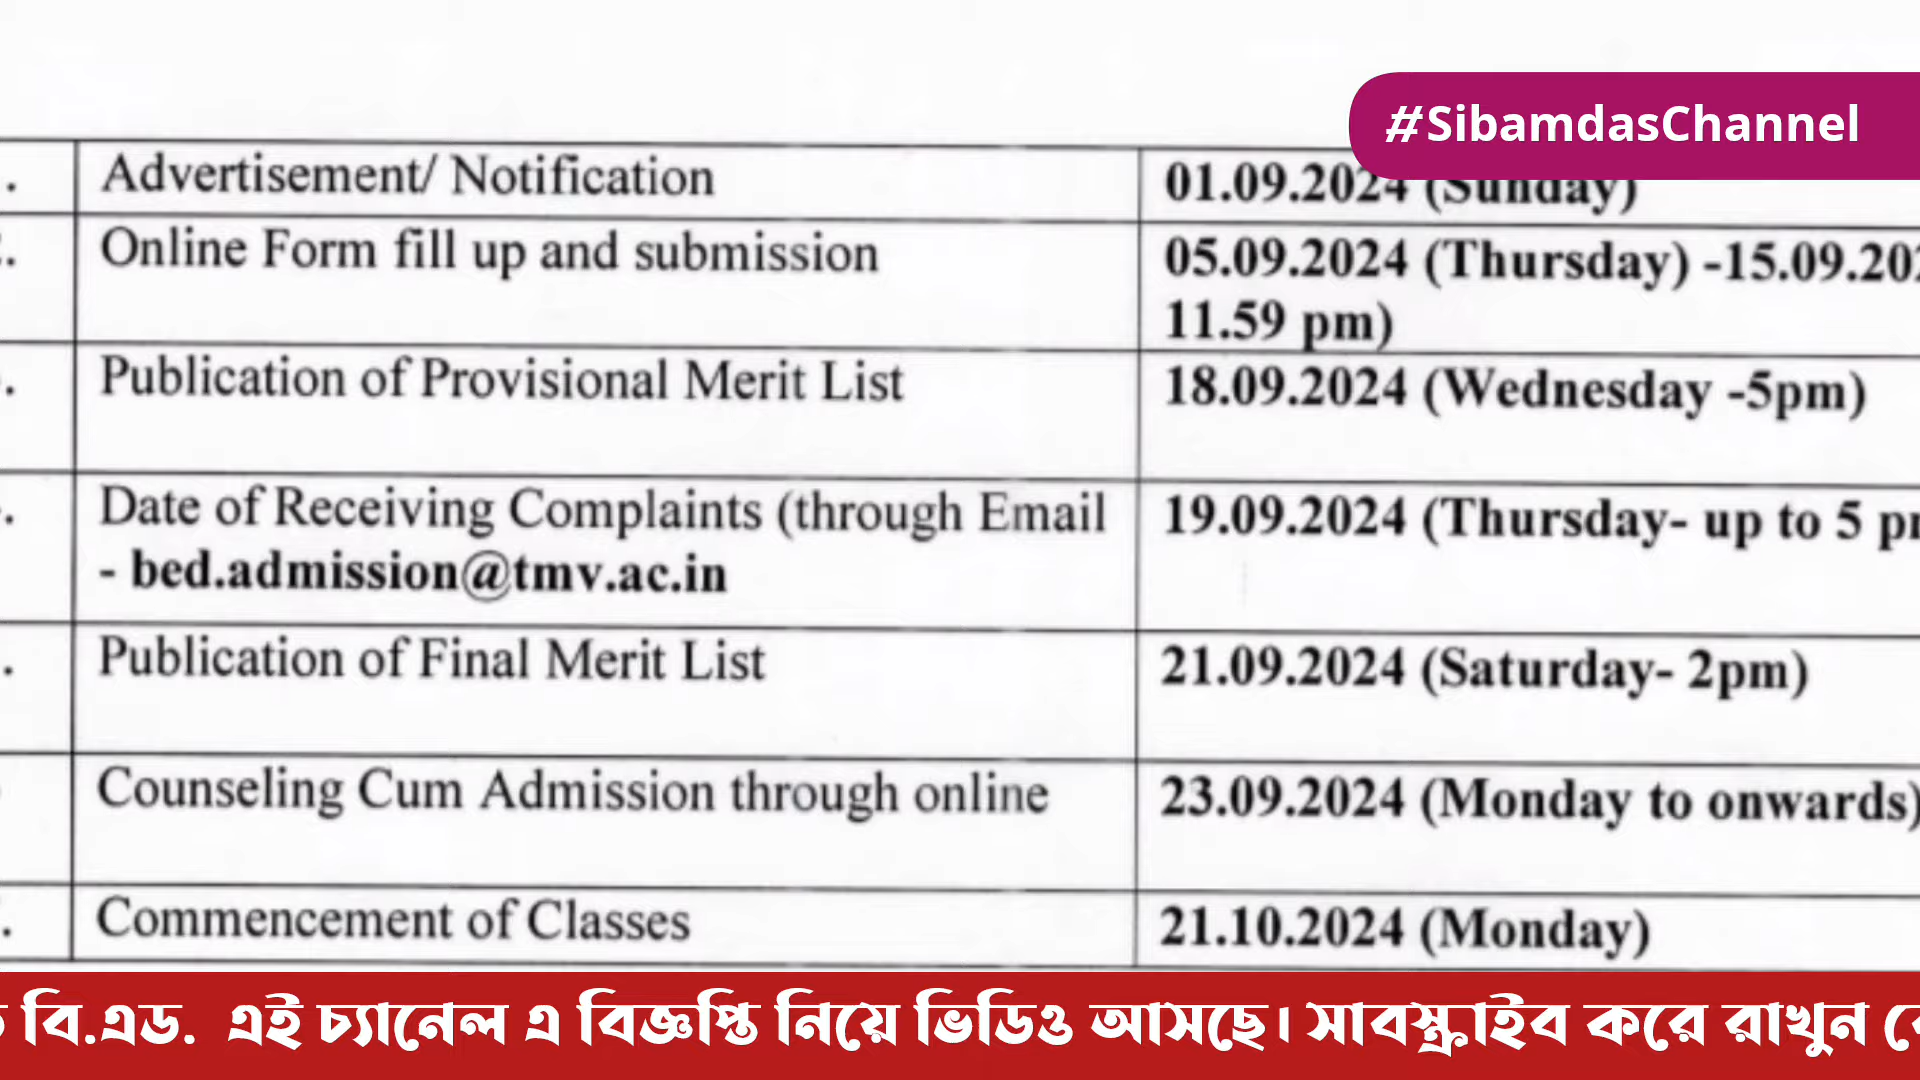 #SibamdasChannel
. Advertisement/ Notification 01.09.2024 (Sunday)
. Online Form fill up and submission 05.09.2024 (Thursday) -15.09.20
11.59 pm)
. Publication of Provisional Merit List 18.09.2024 (Wednesday -5pm)
. Date of Receiving Complaints (through Email 19.09.2024 (Thursday- up to 5
- bed.admission@tmv.ac.in
. Publication of Final Merit List 21.09.2024 (Saturday- 2pm)
Counseling Cum Admission through online 23.09.2024 (Monday to onwards)
. Commencement of Classes 21.10.2024 (Monday)
বি.এড. এই চ্যানেল এ বিজ্ঞপ্তি নিয়ে ভিডিও আসছে। সাবস্ক্রাইব করে রাখুন